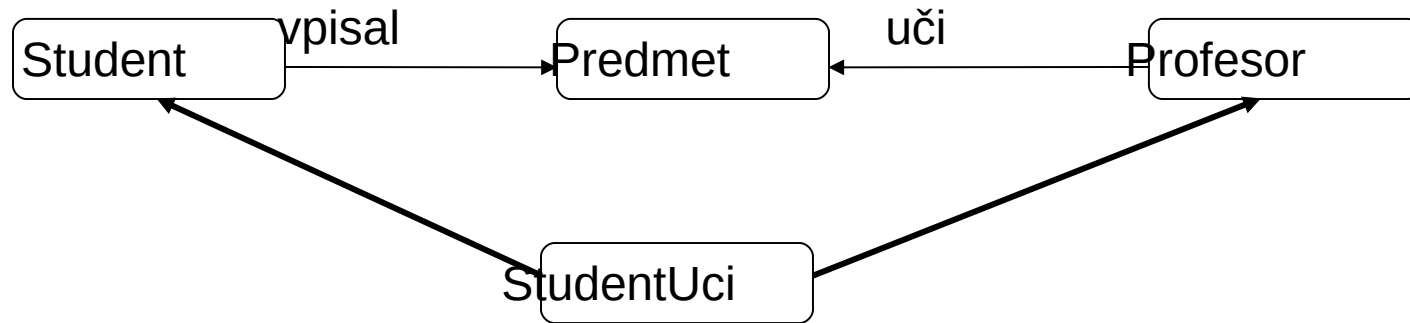 vpisal
uči
Student
Predmet
Profesor
StudentUci